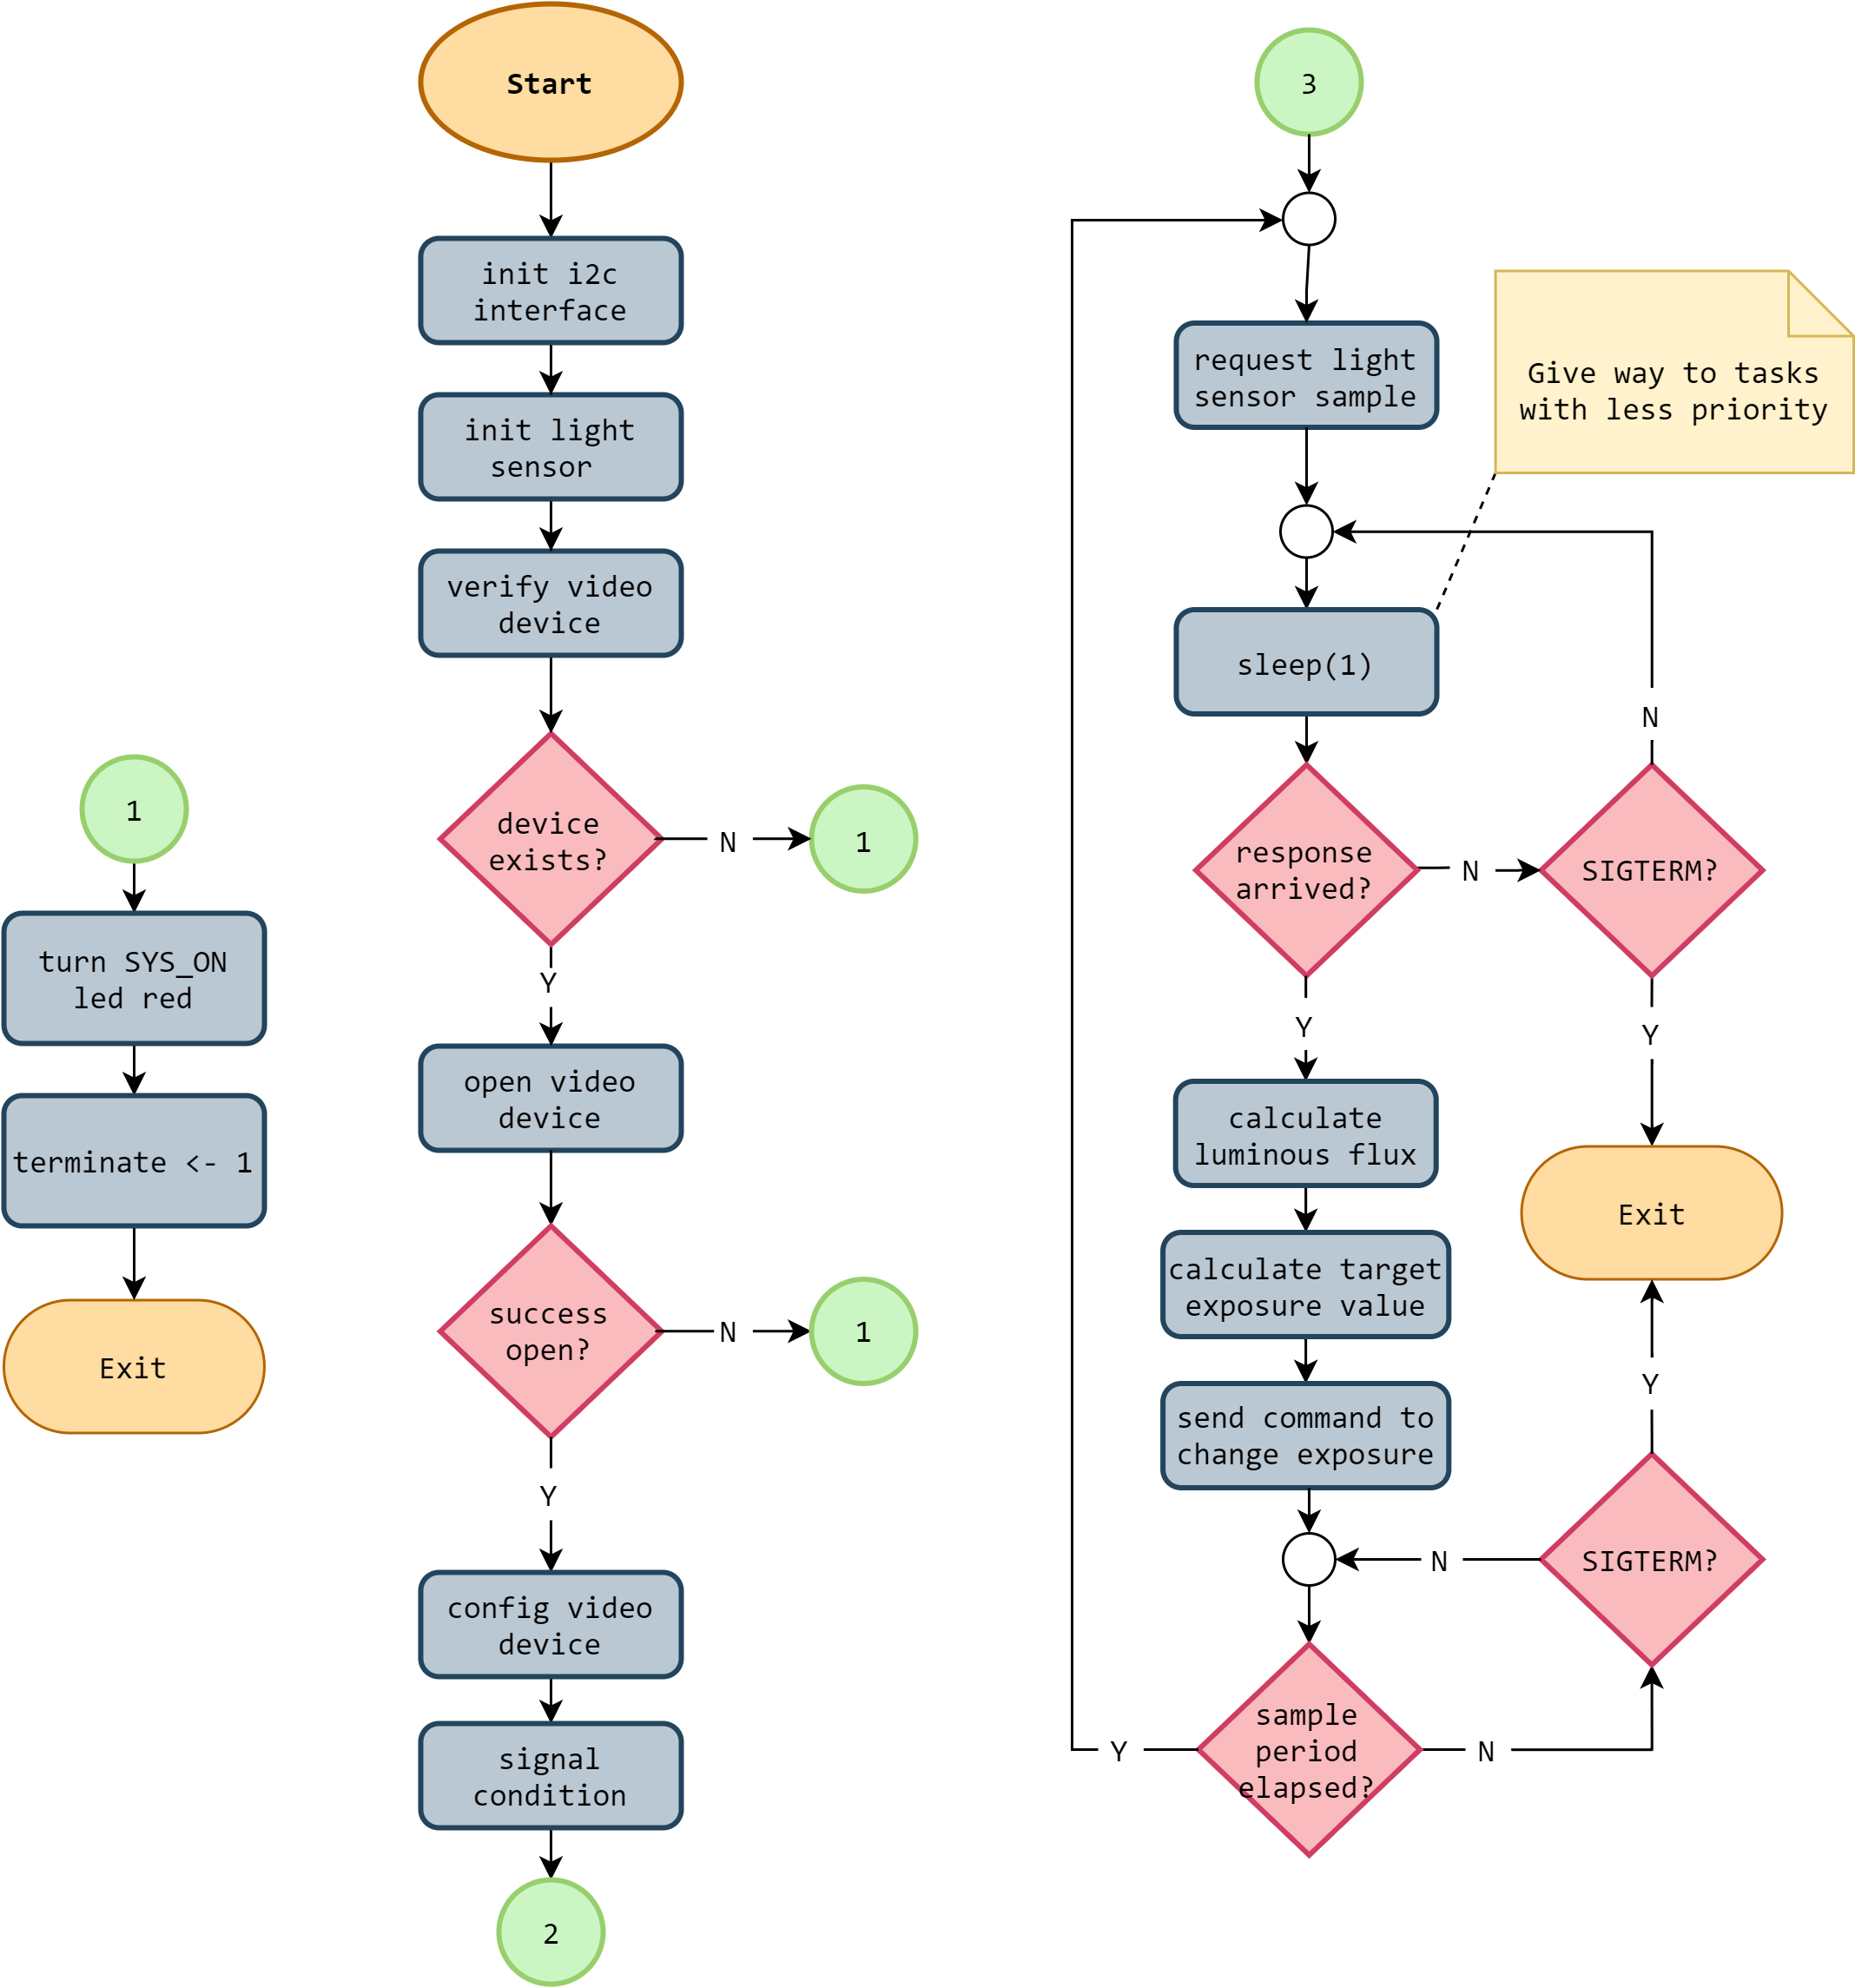 Start
init i2c
interface
init light
sensor
verify video
device
device
exists?
N
1
Y
open video
device
success
open?
N
1
Y
config video
device
signal
condition
2
1
turn SYS_ON
led red
terminate <- 1
Exit
3
request light
sensor sample
Give way to tasks
with less priority
sleep(1)
response
arrived?
N
SIGTERM?
N
Y
Y
calculate
luminous flux
calculate target
exposure value
send command to
change exposure
Exit
Y
SIGTERM?
N
sample
period
elapsed?
Y
N